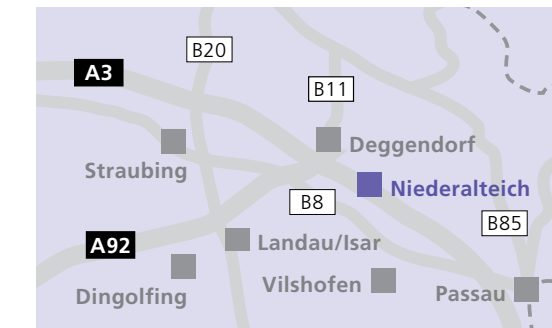 B20
A3
B11
Deggendorf
Straubing
Niederalteich
B8
B85
A92
Landau/Isar
Vilshofen
Passau
Dingolfing